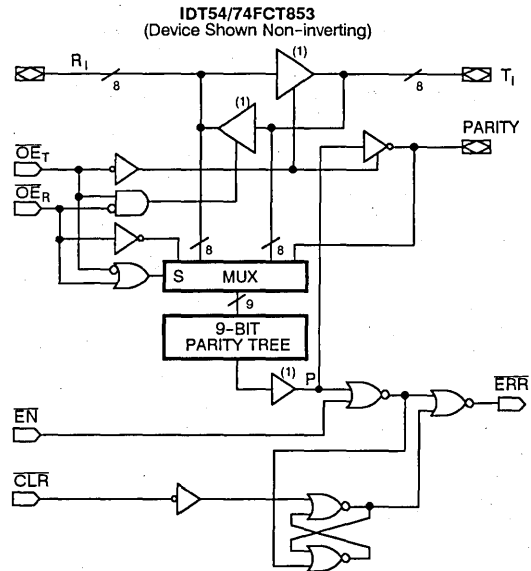 IDT54/74FCT853
(Device Shown Non-inverting)
R_I
8
(1)
8
T_I
(1)
PARITY
OE_T
OE_R
8
8
S MUX
9
9-BIT
PARITY TREE
(1)
P
ERR
EN
CLR